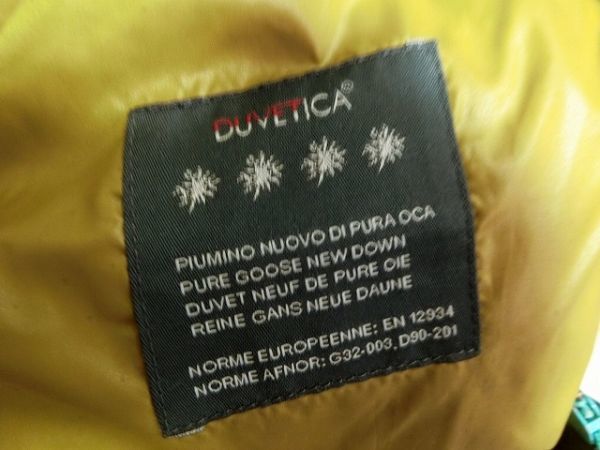 DUVETICA®
PIUMINO NUOVO DI PURA OCA
PURE GOOSE NEW DOWN
DUVET NEUF DE PURE OIE
REINE GANS NEUE DAUNE
NORME EUROPEENNE: EN 12934
NORME AFNOR: G32-003, D90-201